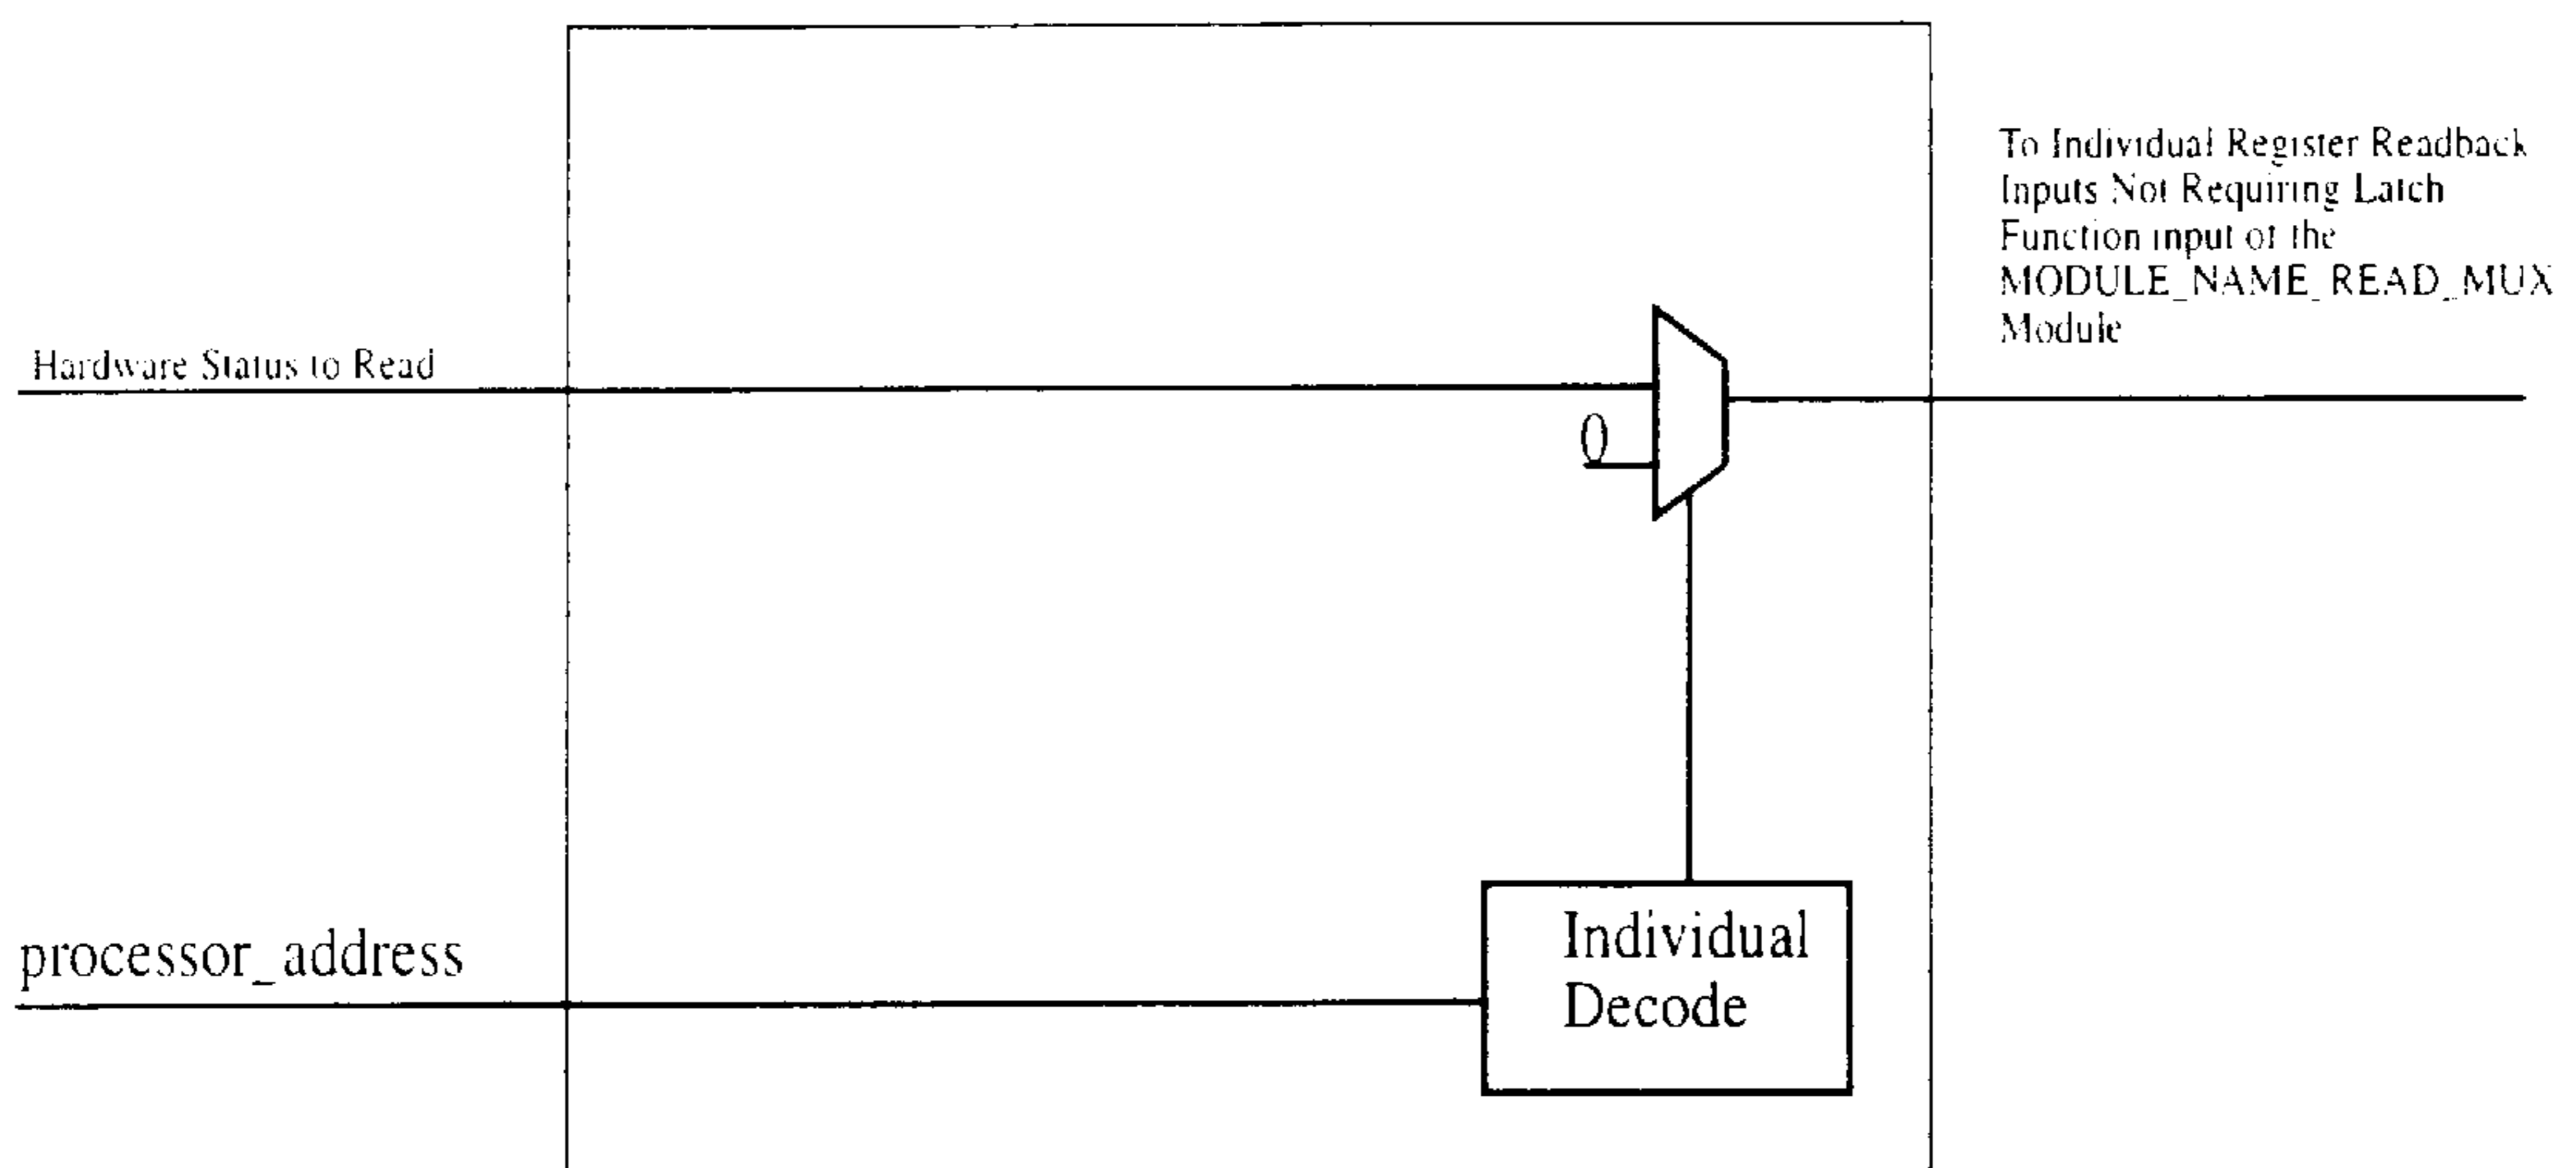 To Individual Register Readback
Inputs Not Requiring Latch
Function input of the
MODULE_NAME_READ_MUX
Module
Hardware Status to Read
0
processor_address
Individual
Decode